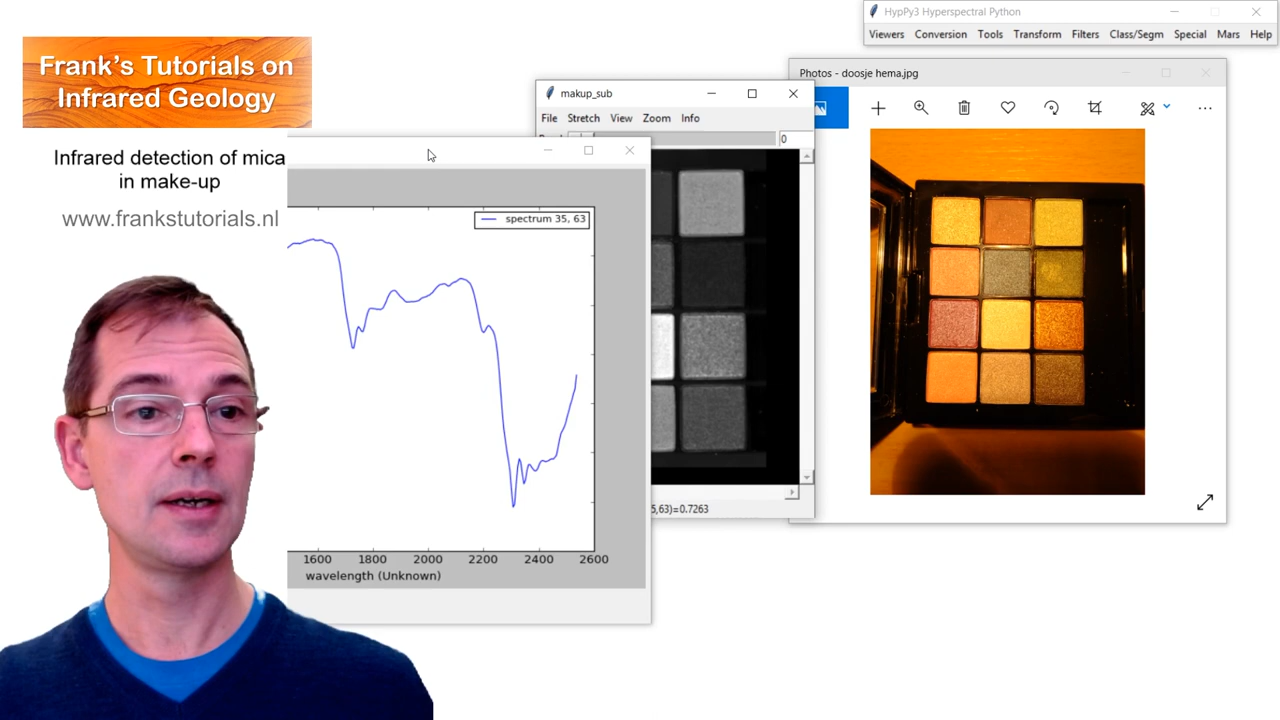 Frank's Tutorials on
Infrared Geology
Infrared detection of mica
in make-up
www.frankstutorials.nl
HypPy3 Hyperspectral Python
Viewers Conversion Tools Transform Filters Class/Segm Special Mars Help
Photos - doosje hema.jpg
makup_sub
File Stretch View Zoom Info
0
spectrum 35, 63
1600 1800 2000 2200 2400 2600
wavelength (Unknown)
5,63)=0.7263